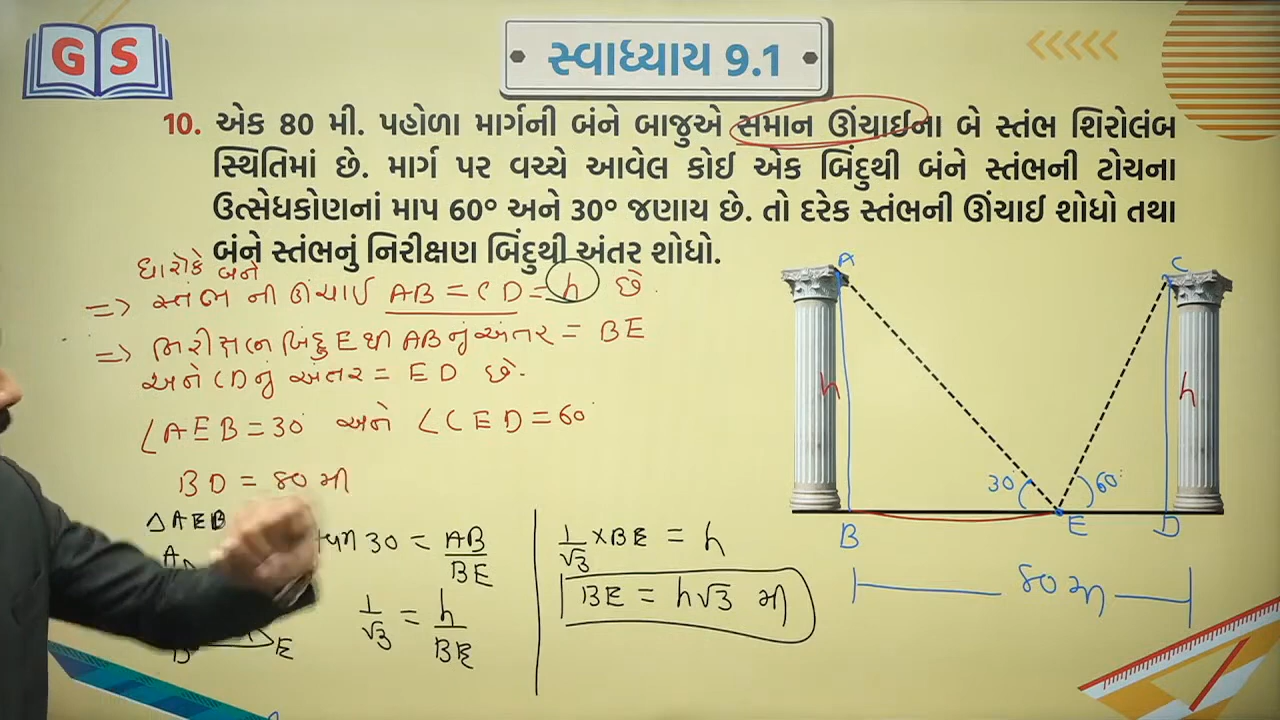 GS
સ્વાધ્યાય 9.1
10. એક 80 મી. પહોળા માર્ગની બંને બાજુએ સમાન ઊંચાઈના બે સ્તંભ શિરોલંબ
સ્થિતિમાં છે. માર્ગ પર વચ્ચે આવેલ કોઈ એક બિંદુથી બંને સ્તંભની ટોચના
ઉત્સેધકોણનાં માપ 60° અને 30° જણાય છે. તો દરેક સ્તંભની ઊંચાઈ શોધો તથા
બંને સ્તંભનું નિરીક્ષણ બિંદુથી અંતર શોધો.
ધારોકે બંને
=> સ્તંભ ની ઊંચાઈ AB = CD = h છે.
=> નિરીક્ષણ બિંદુ E થી AB નું અંતર = BE
અને CD નું અંતર = ED છે.
∠AEB = 30° અને ∠CED = 60°
BD = 80 મી
△AEB
A
E
30 = AB/BE
1/√3 = h/BE
1/√3 × BE = h
BE = h√3 મી
A
C
h
h
30°
60°
B
E
D
80 મી